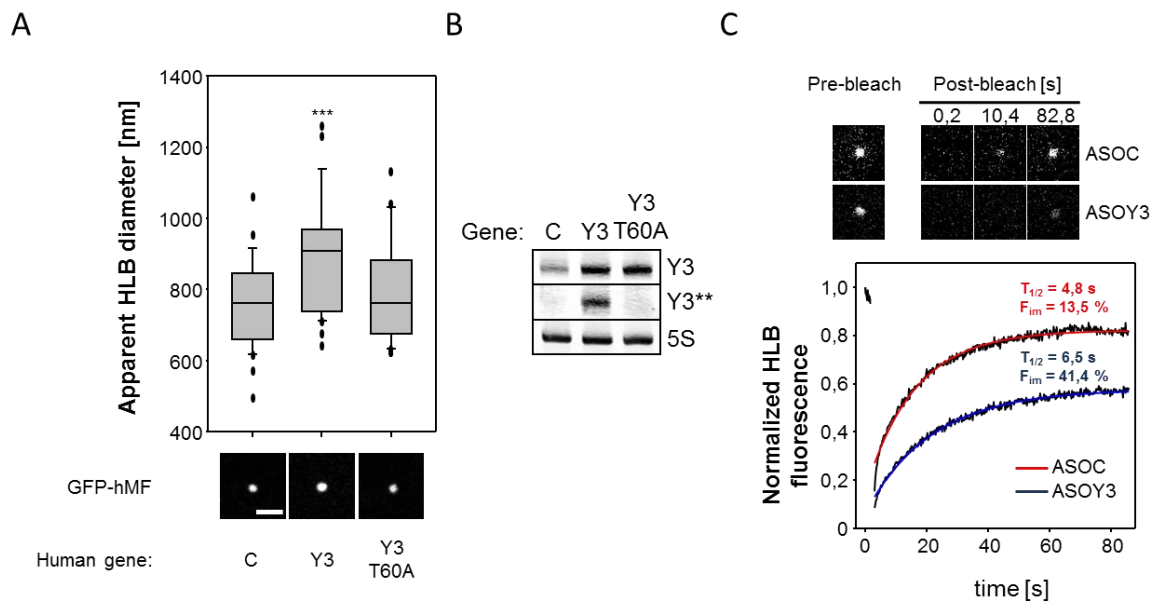 A
B
C
1400
1200
1000
800
600
400
Apparent HLB diameter [nm]
***
GFP-hMF
Human gene:
C
Y3
Y3
T60A
Gene:
C
Y3
Y3
T60A
Y3
Y3**
5S
Pre-bleach
Post-bleach [s]
0,2
10,4
82,8
ASOC
ASOY3
1,0
0,8
0,6
0,4
0,2
0
Normalized HLB
fluorescence
T1/2 = 4,8 s
Fim = 13,5 %
T1/2 = 6,5 s
Fim = 41,4 %
ASOC
ASOY3
0
20
40
60
80
time [s]